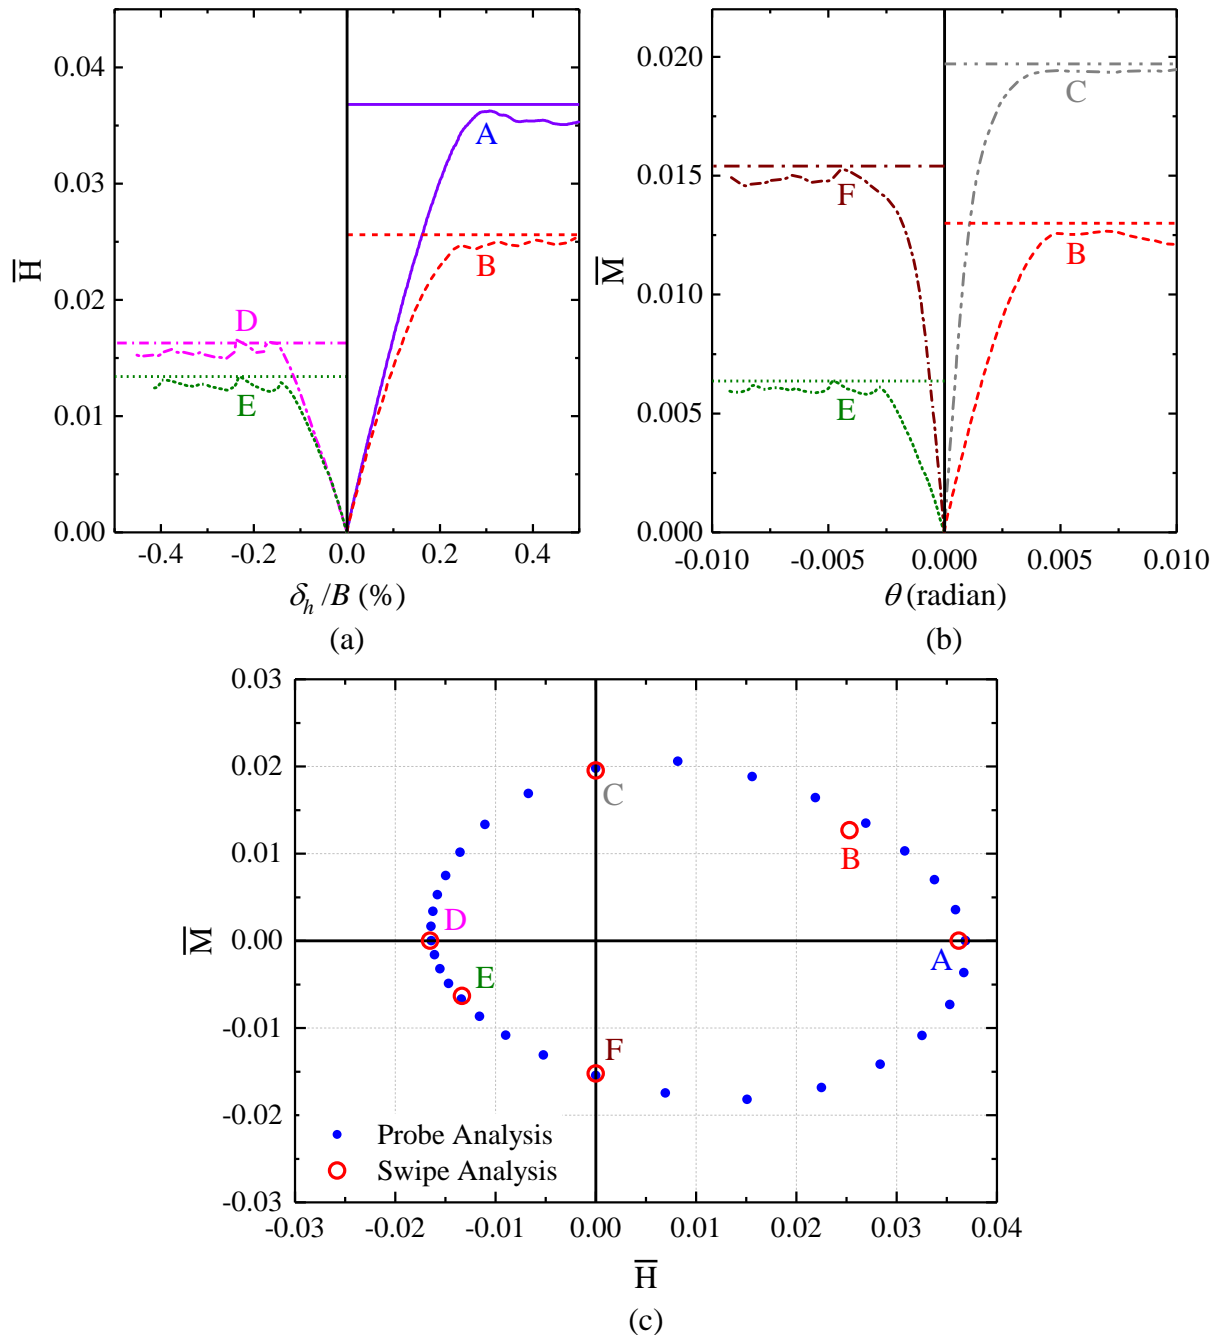 0.04
0.03
0.02
0.01
0.00
H̅
A
B
D
E
-0.4
-0.2
0.0
0.2
0.4
δh /B (%)
(a)
0.020
0.015
0.010
0.005
0.000
M̅
C
F
B
E
-0.010
-0.005
0.000
0.005
0.010
θ (radian)
(b)
0.03
0.02
0.01
0.00
-0.01
-0.02
-0.03
M̅
C
B
D
A
E
F
Probe Analysis
Swipe Analysis
-0.03
-0.02
-0.01
0.00
0.01
0.02
0.03
0.04
H̅
(c)